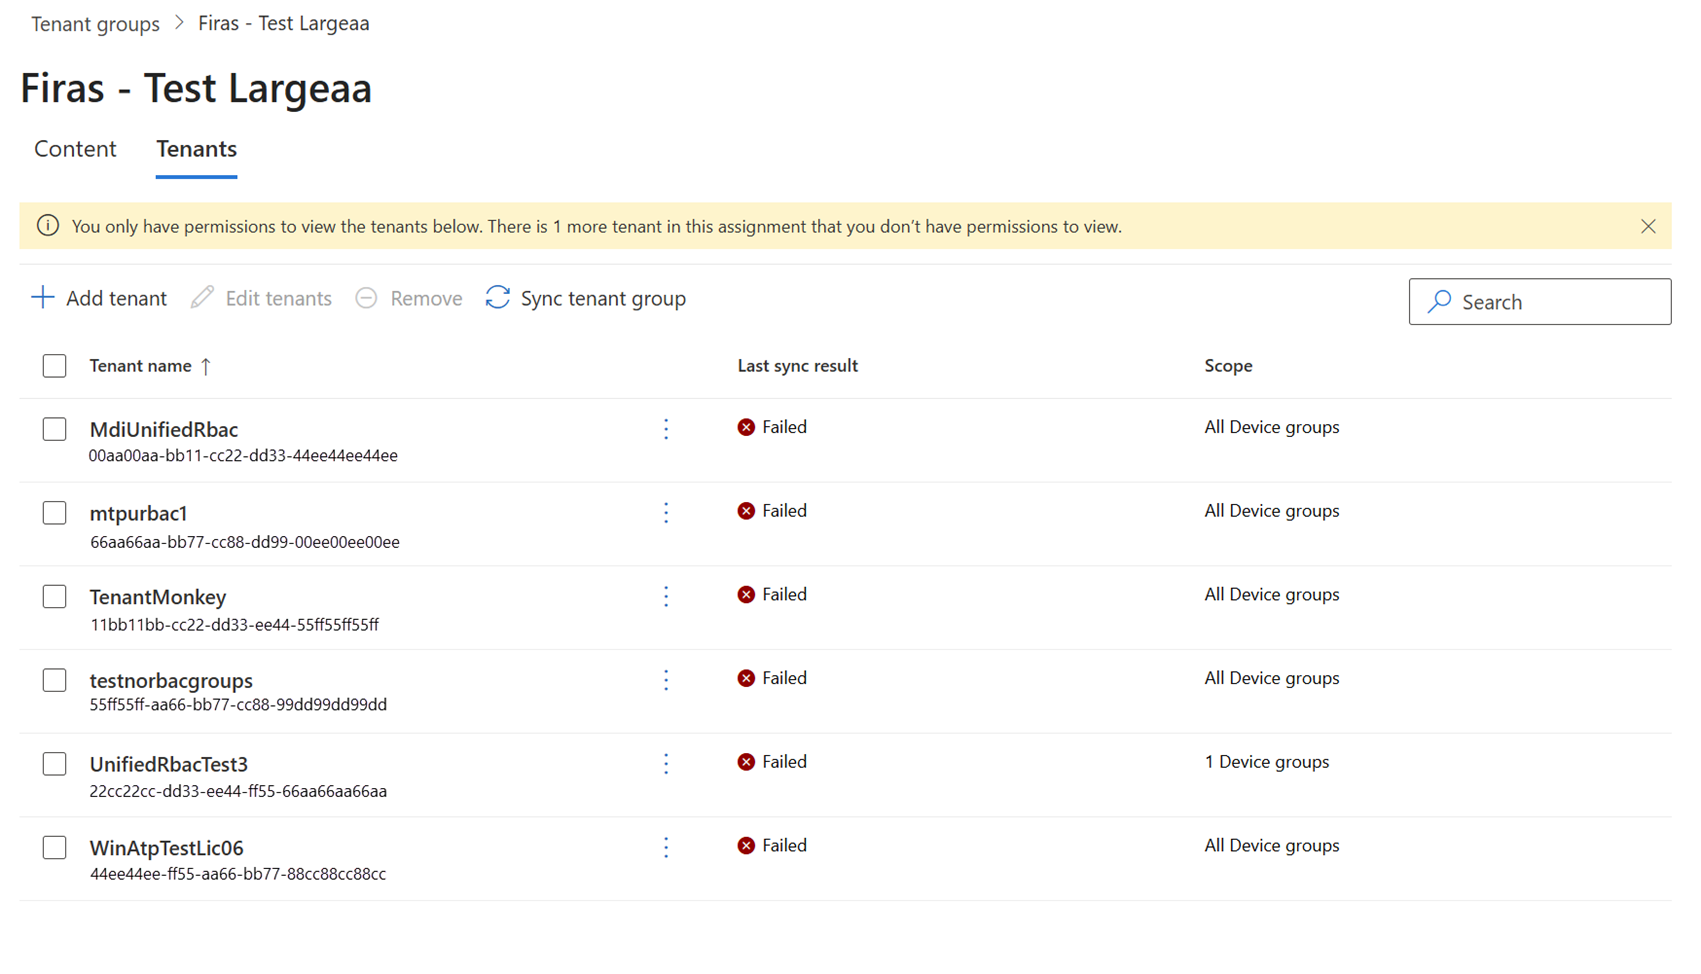 Tenant groups > Firas - Test Largeaa
Firas - Test Largeaa
Content Tenants
You only have permissions to view the tenants below. There is 1 more tenant in this assignment that you don’t have permissions to view.
Add tenant Edit tenants Remove Sync tenant group Search
Tenant name ↑ Last sync result Scope
MdiUnifiedRbac Failed All Device groups
00aa00aa-bb11-cc22-dd33-44ee44ee44ee
mtpurbac1 Failed All Device groups
66aa66aa-bb77-cc88-dd99-00ee00ee00ee
TenantMonkey Failed All Device groups
11bb11bb-cc22-dd33-ee44-55ff55ff55ff
testnorbacgroups Failed All Device groups
55ff55ff-aa66-bb77-cc88-99dd99dd99dd
UnifiedRbacTest3 Failed 1 Device groups
22cc22cc-dd33-ee44-ff55-66aa66aa66aa
WinAtpTestLic06 Failed All Device groups
44ee44ee-ff55-aa66-bb77-88cc88cc88cc